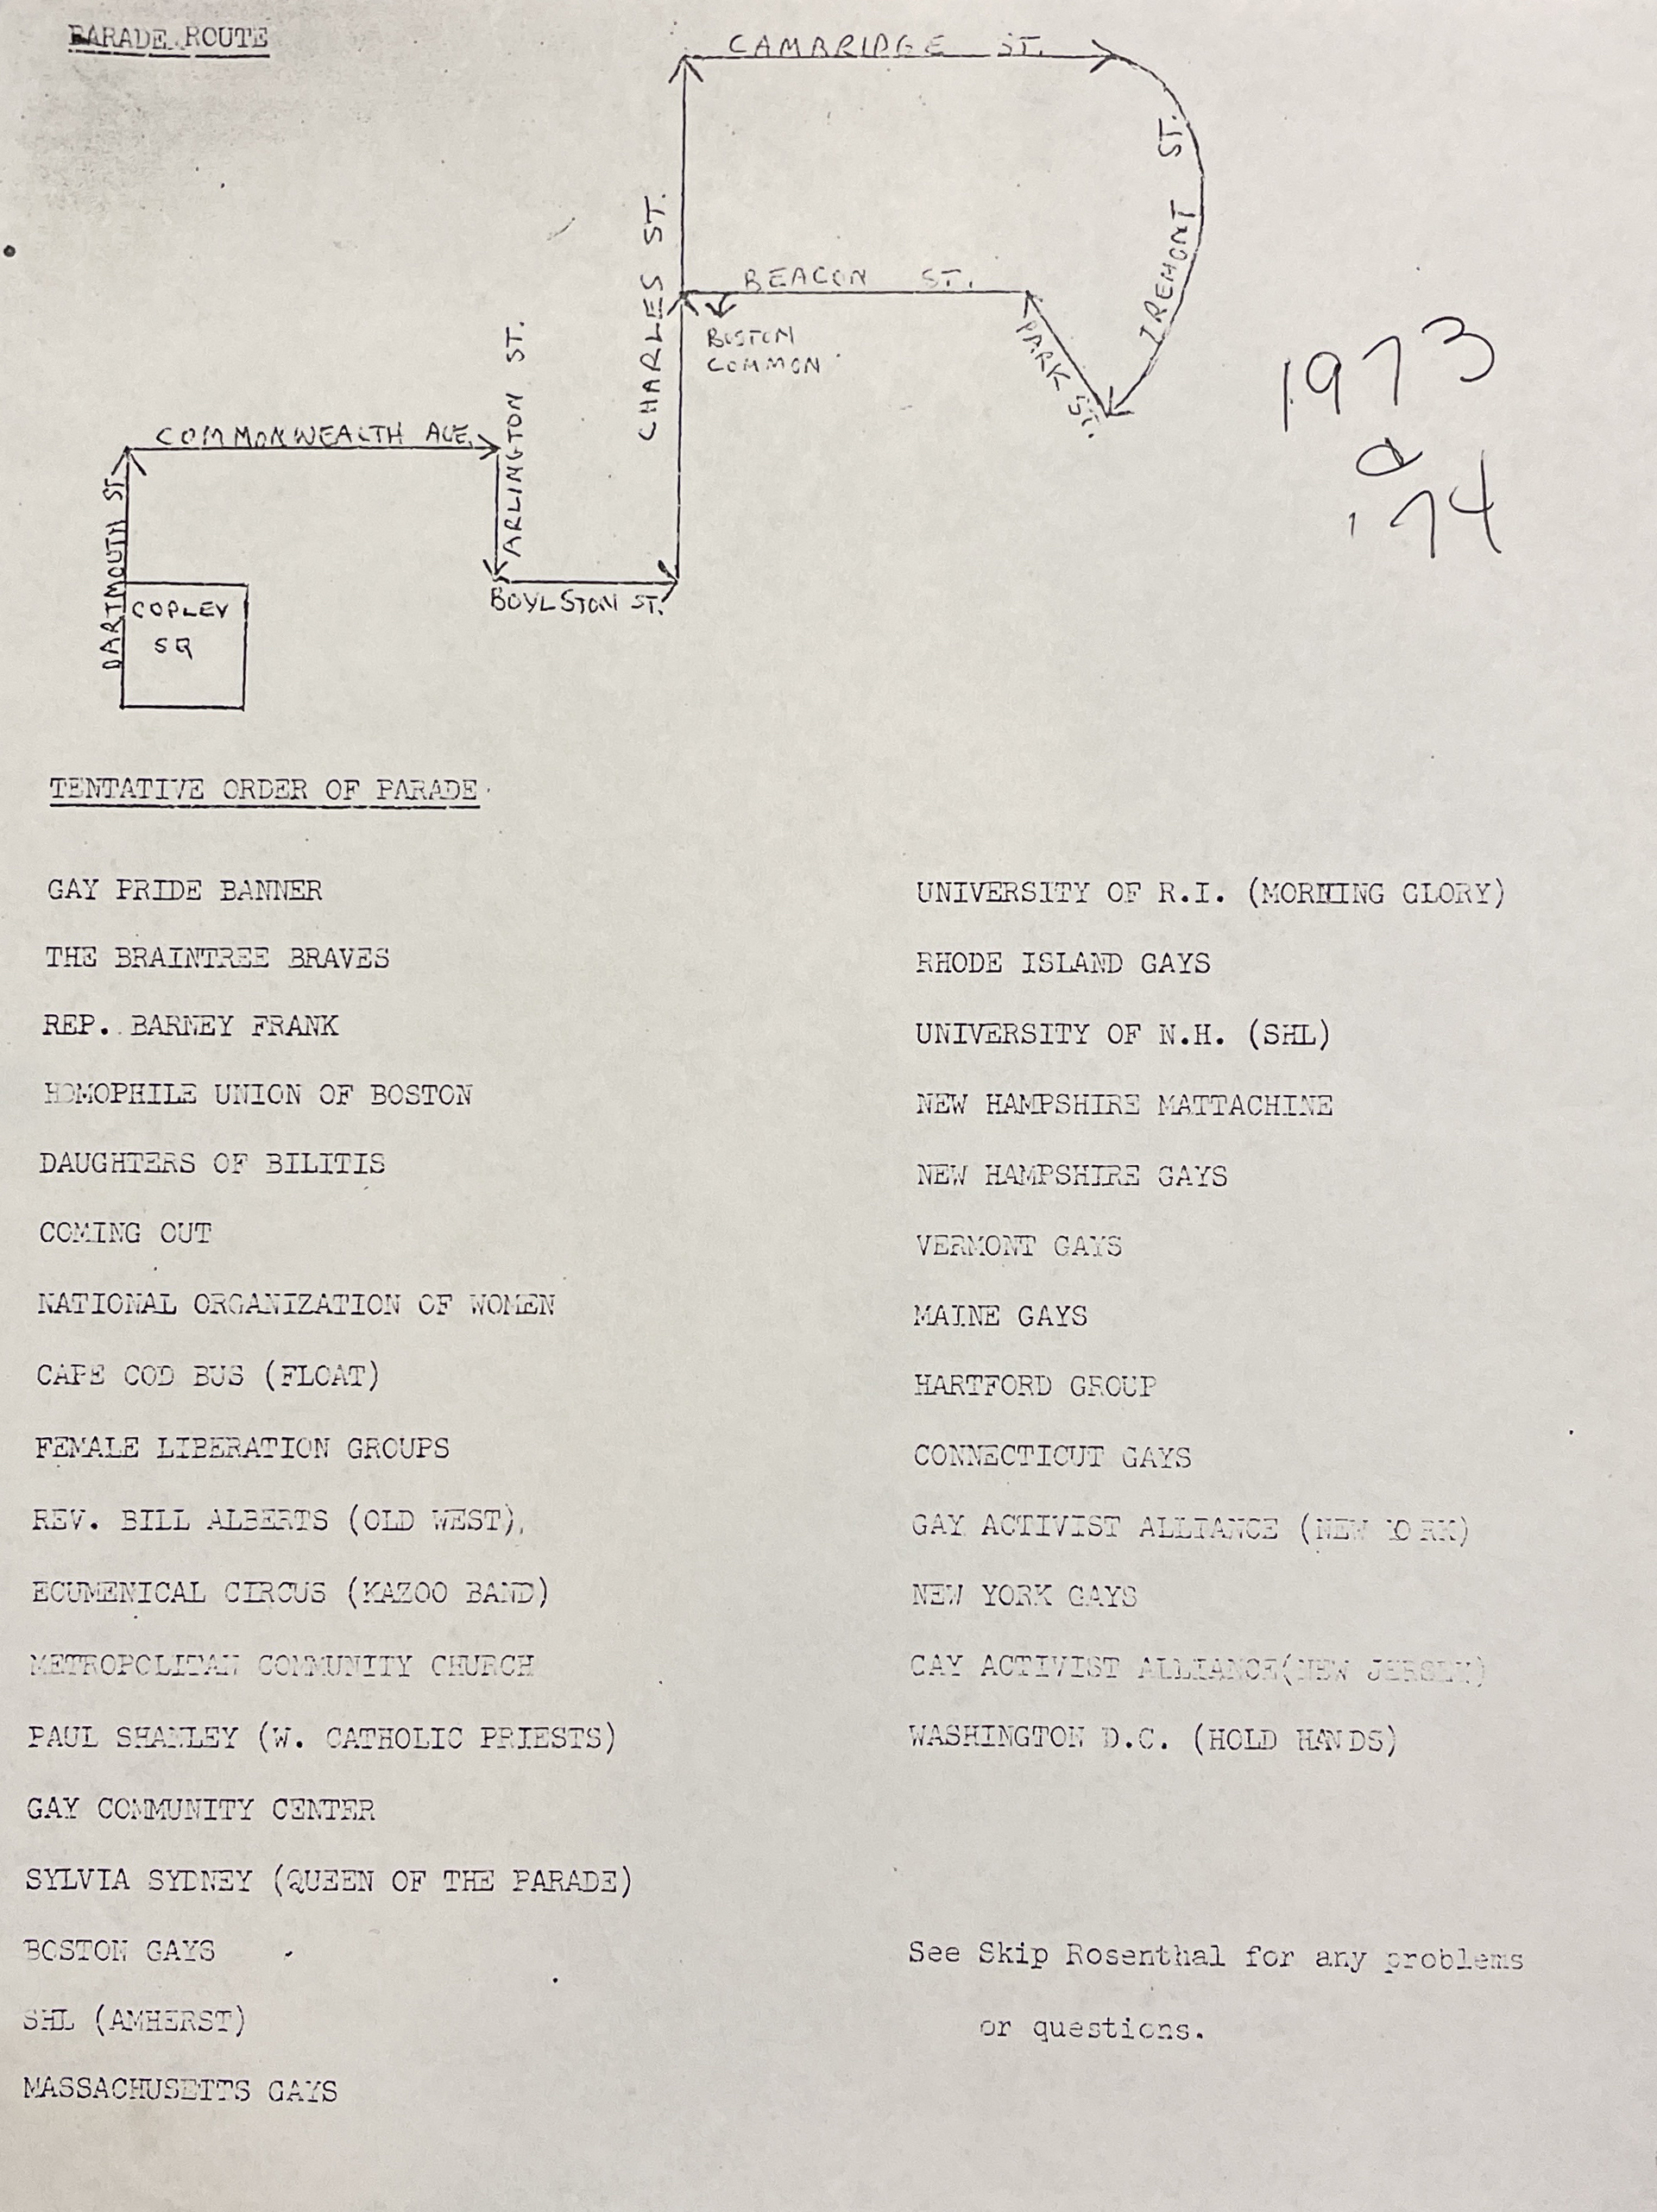 PARADE ROUTE
CAMBRIDGE ST.
TREMONT ST.
CHARLES ST.
BEACON ST.
BOSTON
COMMON
PARK ST.
ARLINGTON ST.
COMMONWEALTH AVE.
DARTMOUTH ST.
BOYLSTON ST.
COPLEY
SQ
1973
'74
TENTATIVE ORDER OF PARADE
GAY PRIDE BANNER
THE BRAINTREE BRAVES
REP. BARNEY FRANK
HOMOPHILE UNION OF BOSTON
DAUGHTERS OF BILITIS
COMING OUT
NATIONAL ORGANIZATION OF WOMEN
CAPE COD BUS (FLOAT)
FEMALE LIBERATION GROUPS
REV. BILL ALBERTS (OLD WEST),
ECUMENICAL CIRCUS (KAZOO BAND)
METROPOLITAN COMMUNITY CHURCH
PAUL SHANLEY (W. CATHOLIC PRIESTS)
GAY COMMUNITY CENTER
SYLVIA SYDNEY (QUEEN OF THE PARADE)
BOSTON GAYS
SHL (AMHERST)
MASSACHUSETTS GAYS
UNIVERSITY OF R.I. (MORNING GLORY)
RHODE ISLAND GAYS
UNIVERSITY OF N.H. (SHL)
NEW HAMPSHIRE MATTACHINE
NEW HAMPSHIRE GAYS
VERMONT GAYS
MAINE GAYS
HARTFORD GROUP
CONNECTICUT GAYS
GAY ACTIVIST ALLIANCE (NEW YORK)
NEW YORK GAYS
GAY ACTIVIST ALLIANCE(NEW JERSEY)
WASHINGTON D.C. (HOLD HANDS)
See Skip Rosenthal for any problems
or questions.